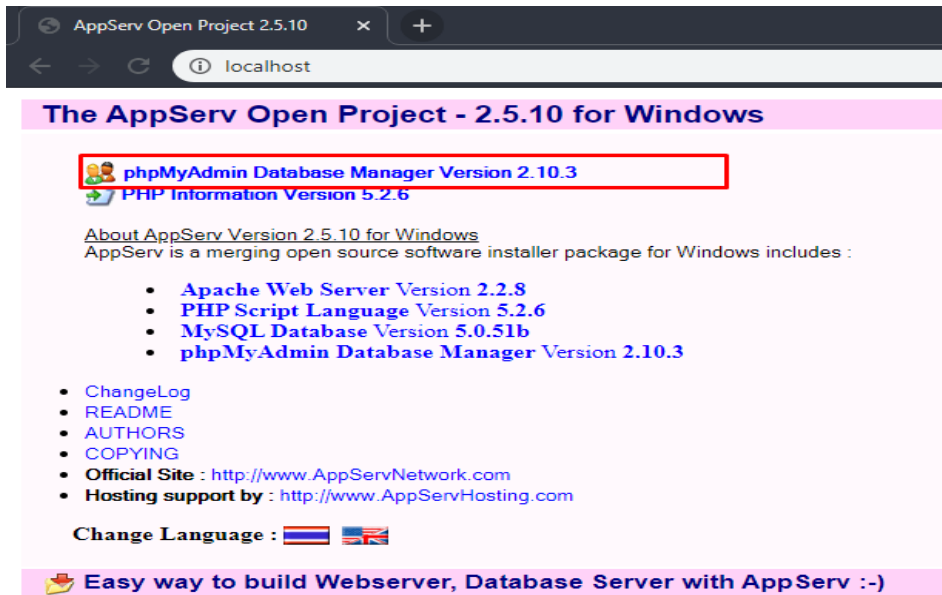 AppServ Open Project 2.5.10
localhost
The AppServ Open Project - 2.5.10 for Windows
phpMyAdmin Database Manager Version 2.10.3
PHP Information Version 5.2.6
About AppServ Version 2.5.10 for Windows
AppServ is a merging open source software installer package for Windows includes :
Apache Web Server Version 2.2.8
PHP Script Language Version 5.2.6
MySQL Database Version 5.0.51b
phpMyAdmin Database Manager Version 2.10.3
ChangeLog
README
AUTHORS
COPYING
Official Site : http://www.AppServNetwork.com
Hosting support by : http://www.AppServHosting.com
Change Language :
Easy way to build Webserver, Database Server with AppServ :-)